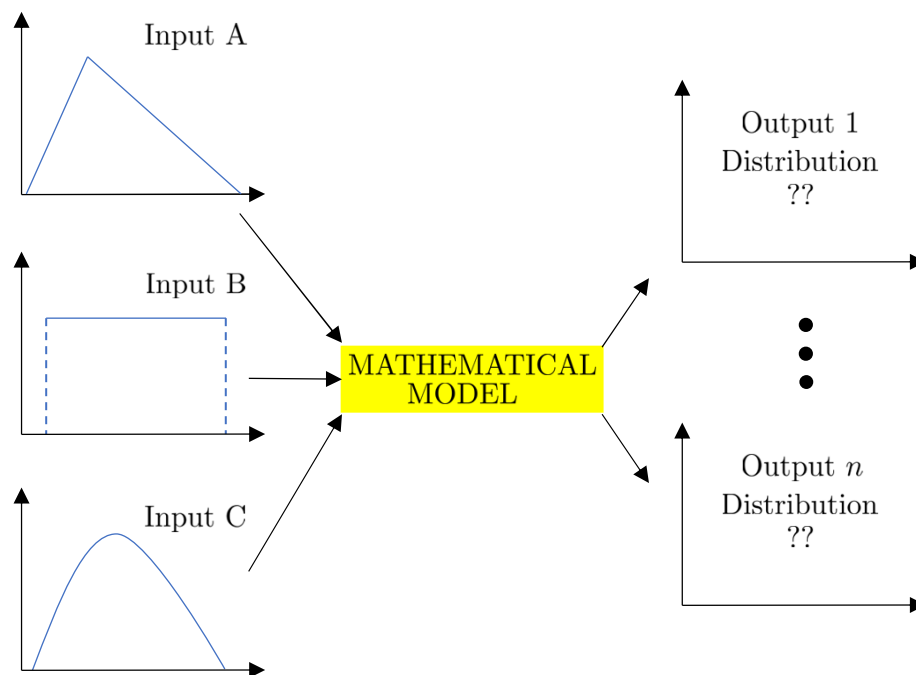 Input A
Input B
Input C
MATHEMATICAL
MODEL
Output 1
Distribution
??
Output n
Distribution
??